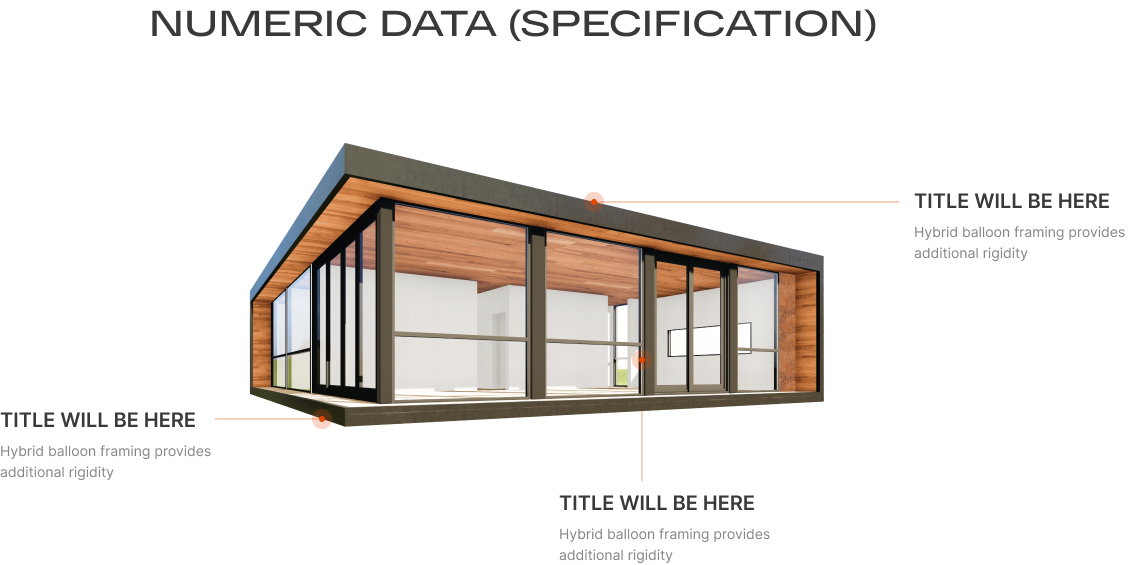 NUMERIC DATA (SPECIFICATION)
TITLE WILL BE HERE
Hybrid balloon framing provides
additional rigidity
TITLE WILL BE HERE
Hybrid balloon framing provides
additional rigidity
TITLE WILL BE HERE
Hybrid balloon framing provides
additional rigidity